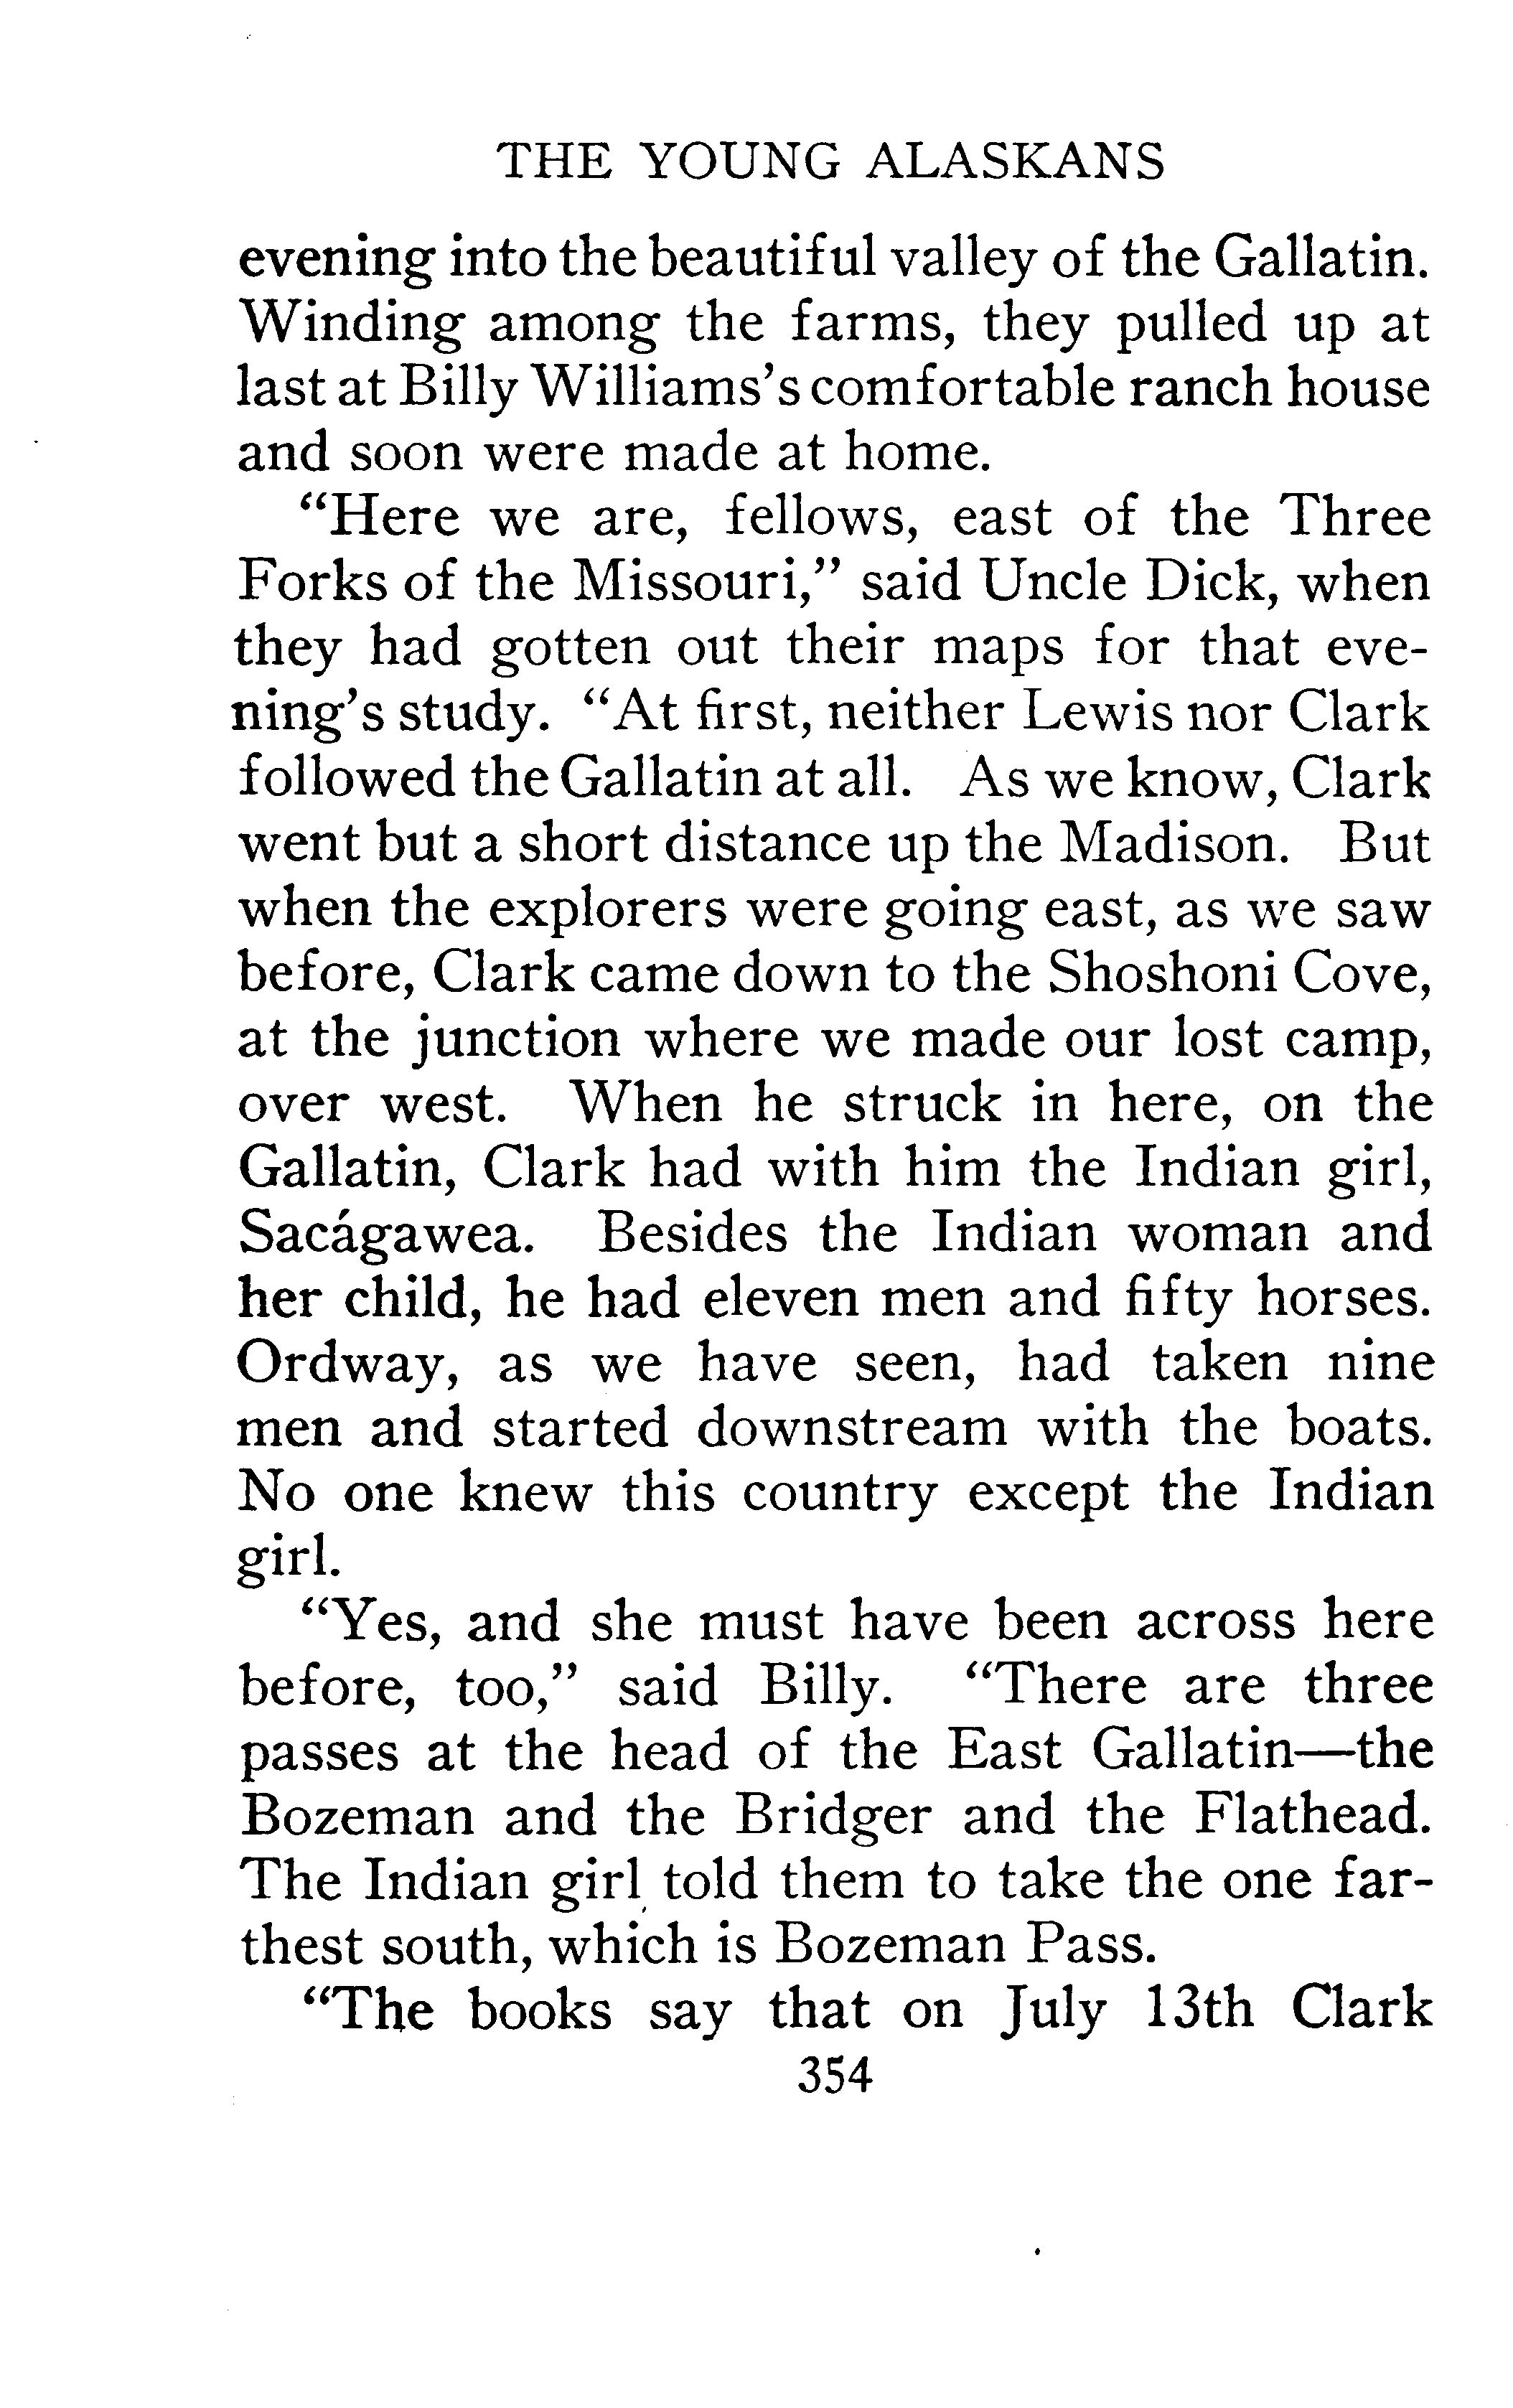 THE YOUNG ALASKANS
evening into the beautiful valley of the Gallatin.
Winding among the farms, they pulled up at
last at Billy Williams's comfortable ranch house
and soon were made at home.
“Here we are, fellows, east of the Three
Forks of the Missouri,” said Uncle Dick, when
they had gotten out their maps for that eve-
ning's study. “At first, neither Lewis nor Clark
followed the Gallatin at all. As we know, Clark
went but a short distance up the Madison. But
when the explorers were going east, as we saw
before, Clark came down to the Shoshoni Cove,
at the junction where we made our lost camp,
over west. When he struck in here, on the
Gallatin, Clark had with him the Indian girl,
Sacágawea. Besides the Indian woman and
her child, he had eleven men and fifty horses.
Ordway, as we have seen, had taken nine
men and started downstream with the boats.
No one knew this country except the Indian
girl.
“Yes, and she must have been across here
before, too,” said Billy. “There are three
passes at the head of the East Gallatin—the
Bozeman and the Bridger and the Flathead.
The Indian girl told them to take the one far-
thest south, which is Bozeman Pass.
“The books say that on July 13th Clark
354